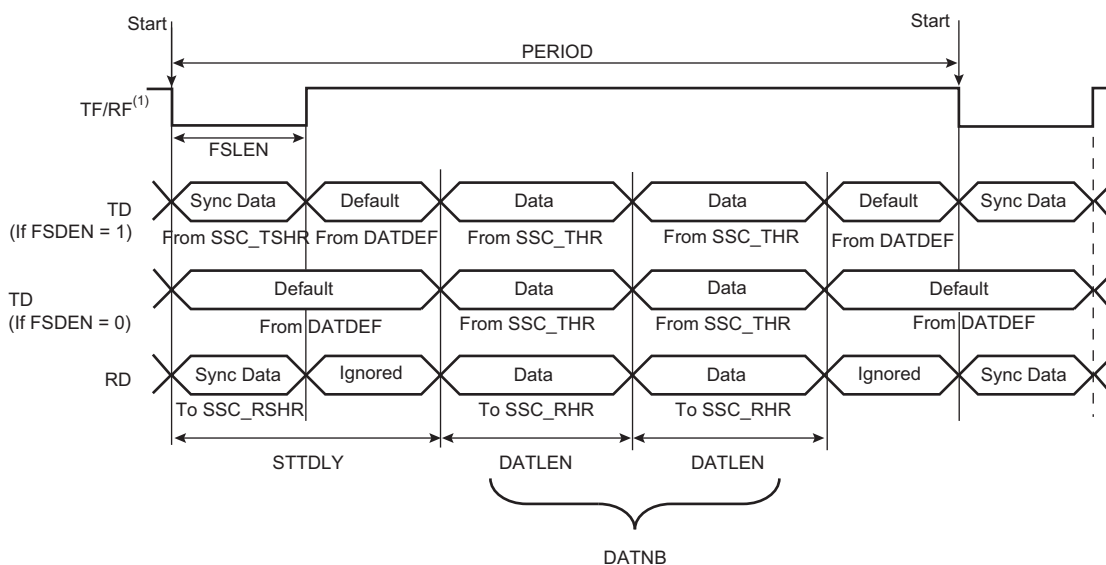 Start
Start
PERIOD
TF/RF(1)
FSLEN
TD
(If FSDEN = 1)
Sync Data
Default
Data
Data
Default
Sync Data
From SSC_TSHR
From DATDEF
From SSC_THR
From SSC_THR
From DATDEF
TD
(If FSDEN = 0)
Default
Data
Data
Default
From DATDEF
From SSC_THR
From SSC_THR
From DATDEF
RD
Sync Data
Ignored
Data
Data
Ignored
Sync Data
To SSC_RSHR
To SSC_RHR
To SSC_RHR
STTDLY
DATLEN
DATLEN
DATNB